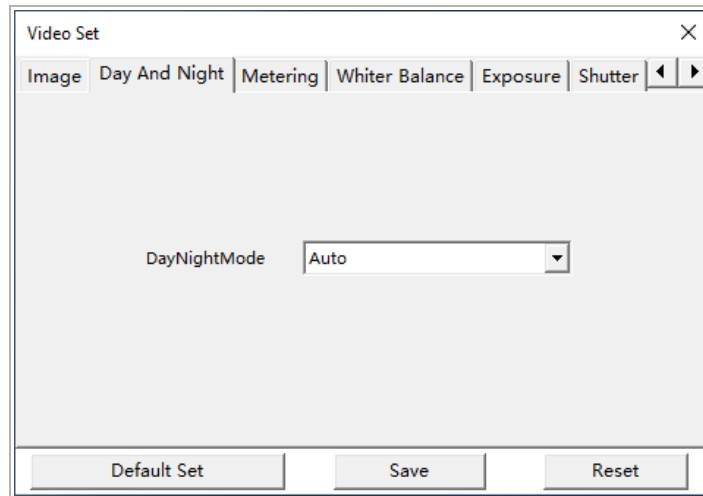 Video Set
Image Day And Night Metering Whiter Balance Exposure Shutter
DayNightMode Auto
Default Set Save Reset